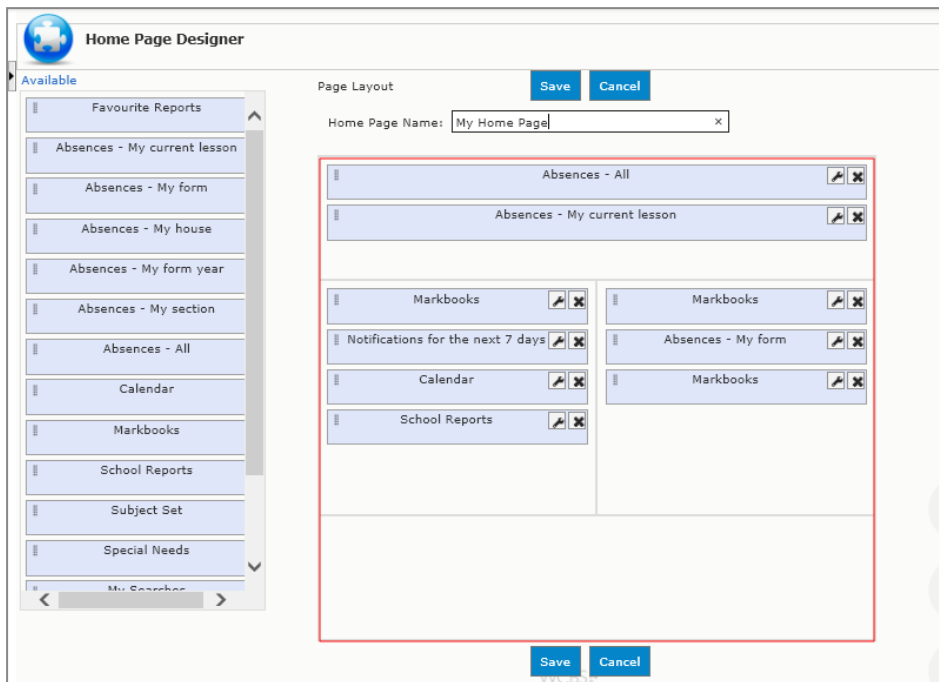 Home Page Designer
Available
Favourite Reports
Absences - My current lesson
Absences - My form
Absences - My house
Absences - My form year
Absences - My section
Absences - All
Calendar
Markbooks
School Reports
Subject Set
Special Needs
My Searches
Page Layout
Save Cancel
Home Page Name: My Home Page ×
Absences - All
Absences - My current lesson
Markbooks
Notifications for the next 7 days
Calendar
School Reports
Markbooks
Absences - My form
Markbooks
Save Cancel